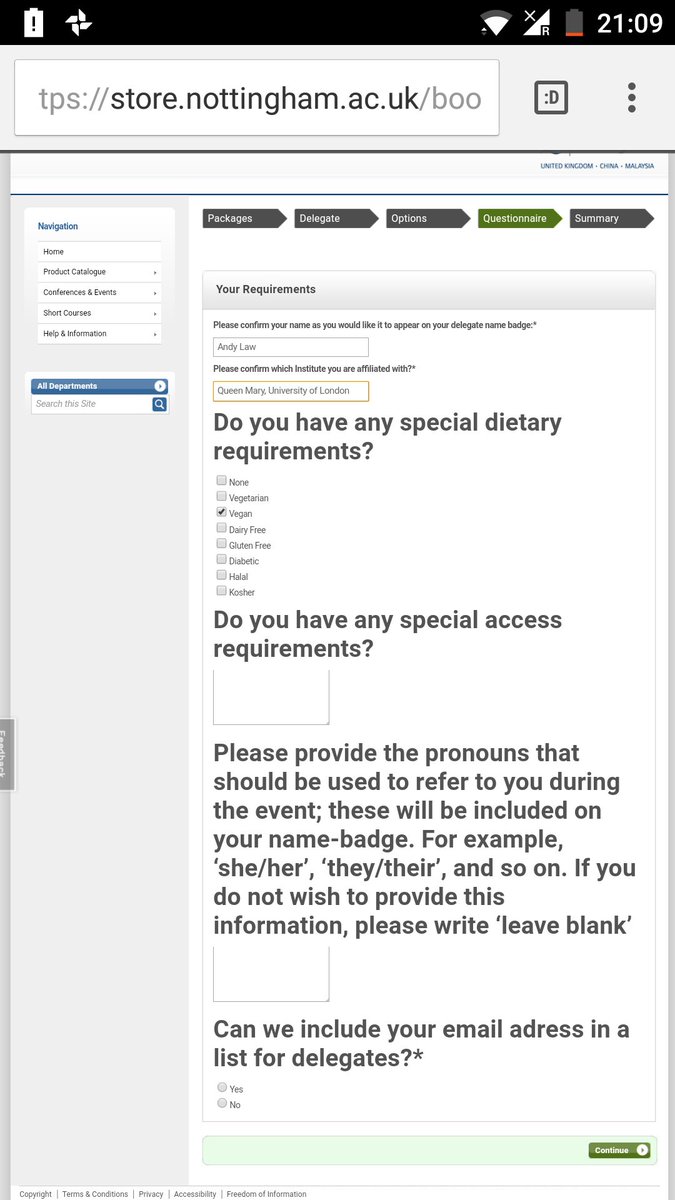 21:09
tps://store.nottingham.ac.uk/boo
:D
UNITED KINGDOM · CHINA · MALAYSIA
Navigation
Home
Product Catalogue
Conferences & Events
Short Courses
Help & Information
All Departments
Search this Site
Packages
Delegate
Options
Questionnaire
Summary
Your Requirements
Please confirm your name as you would like it to appear on your delegate name badge:*
Andy Law
Please confirm which Institute you are affiliated with?*
Queen Mary, University of London
Do you have any special dietary
requirements?
None
Vegetarian
Vegan
Dairy Free
Gluten Free
Diabetic
Halal
Kosher
Do you have any special access
requirements?
Please provide the pronouns that
should be used to refer to you during
the event; these will be included on
your name-badge. For example,
‘she/her’, ‘they/their’, and so on. If you
do not wish to provide this
information, please write ‘leave blank’
Can we include your email adress in a
list for delegates?*
Yes
No
Continue
Feedback
Copyright | Terms & Conditions | Privacy | Accessibility | Freedom of Information